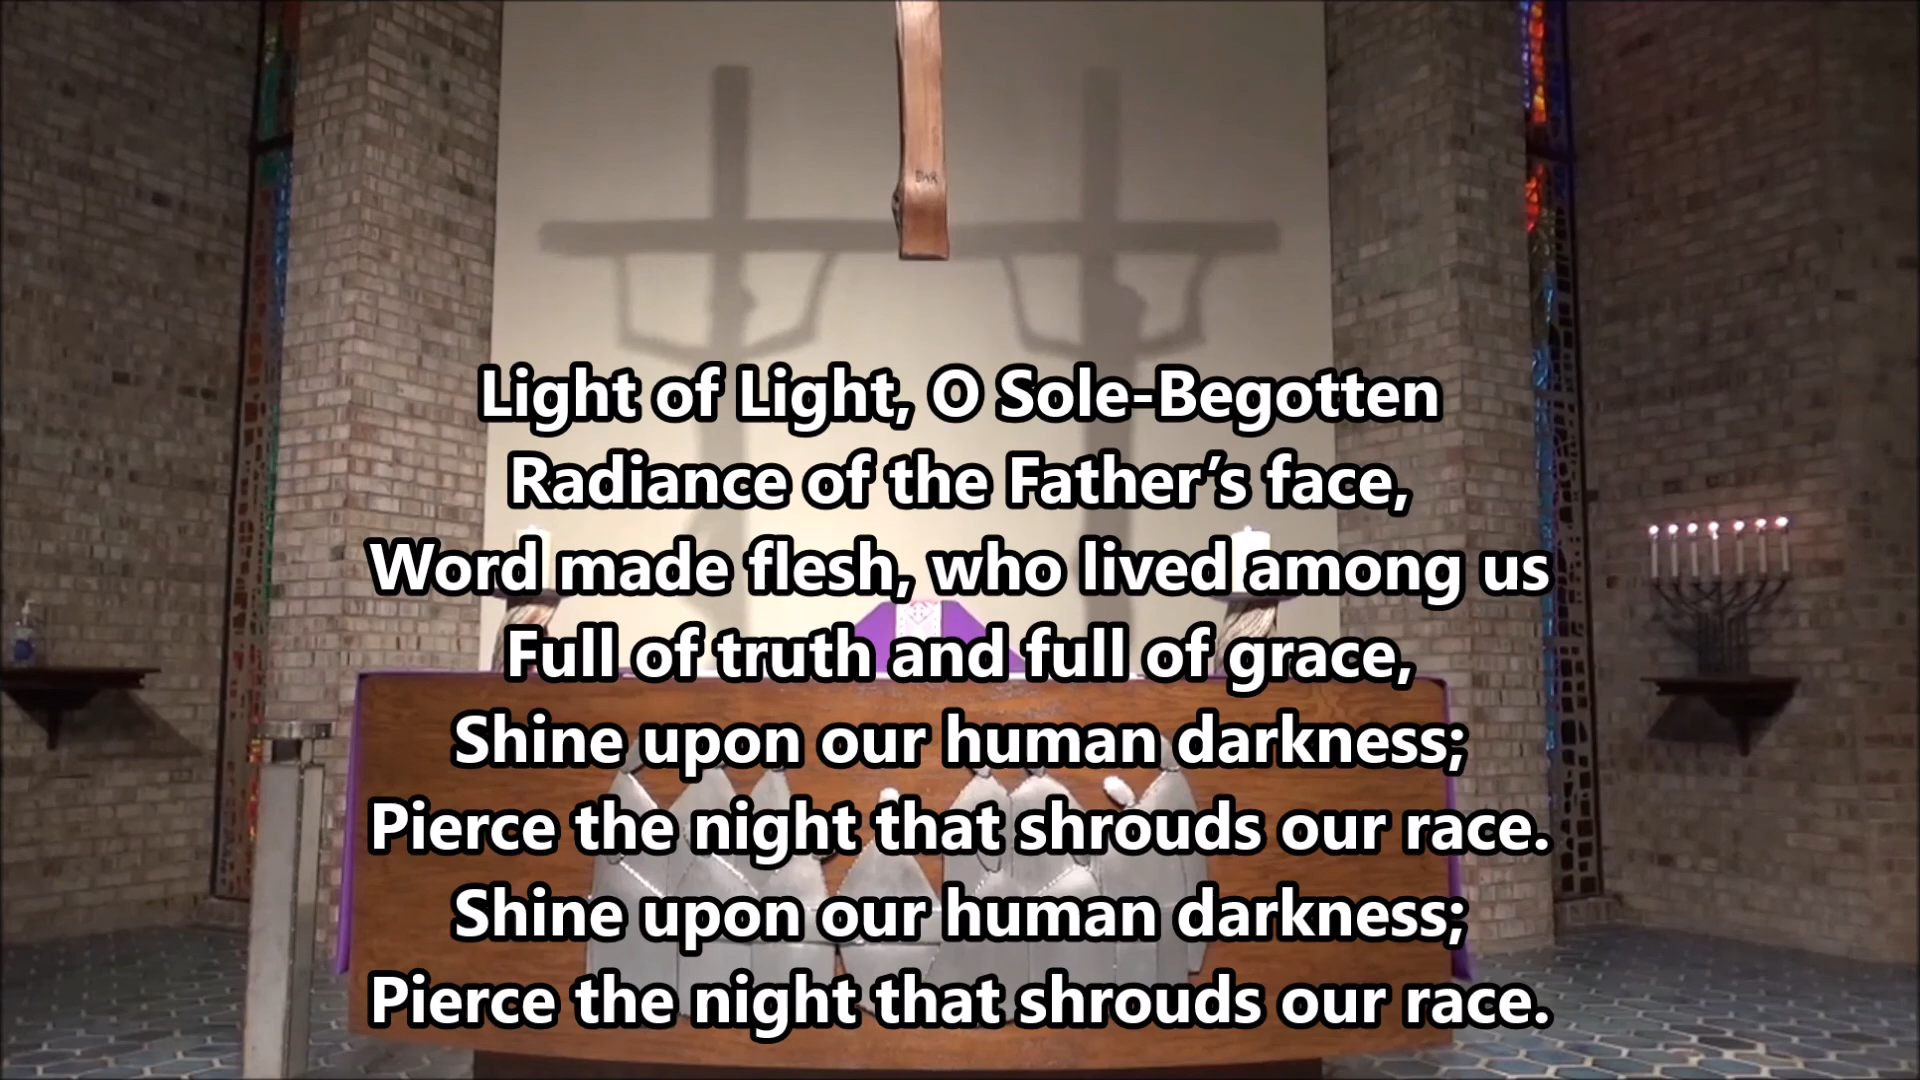 Light of Light, O Sole-Begotten
Radiance of the Father’s face,
Word made flesh, who lived among us
Full of truth and full of grace,
Shine upon our human darkness;
Pierce the night that shrouds our race.
Shine upon our human darkness;
Pierce the night that shrouds our race.